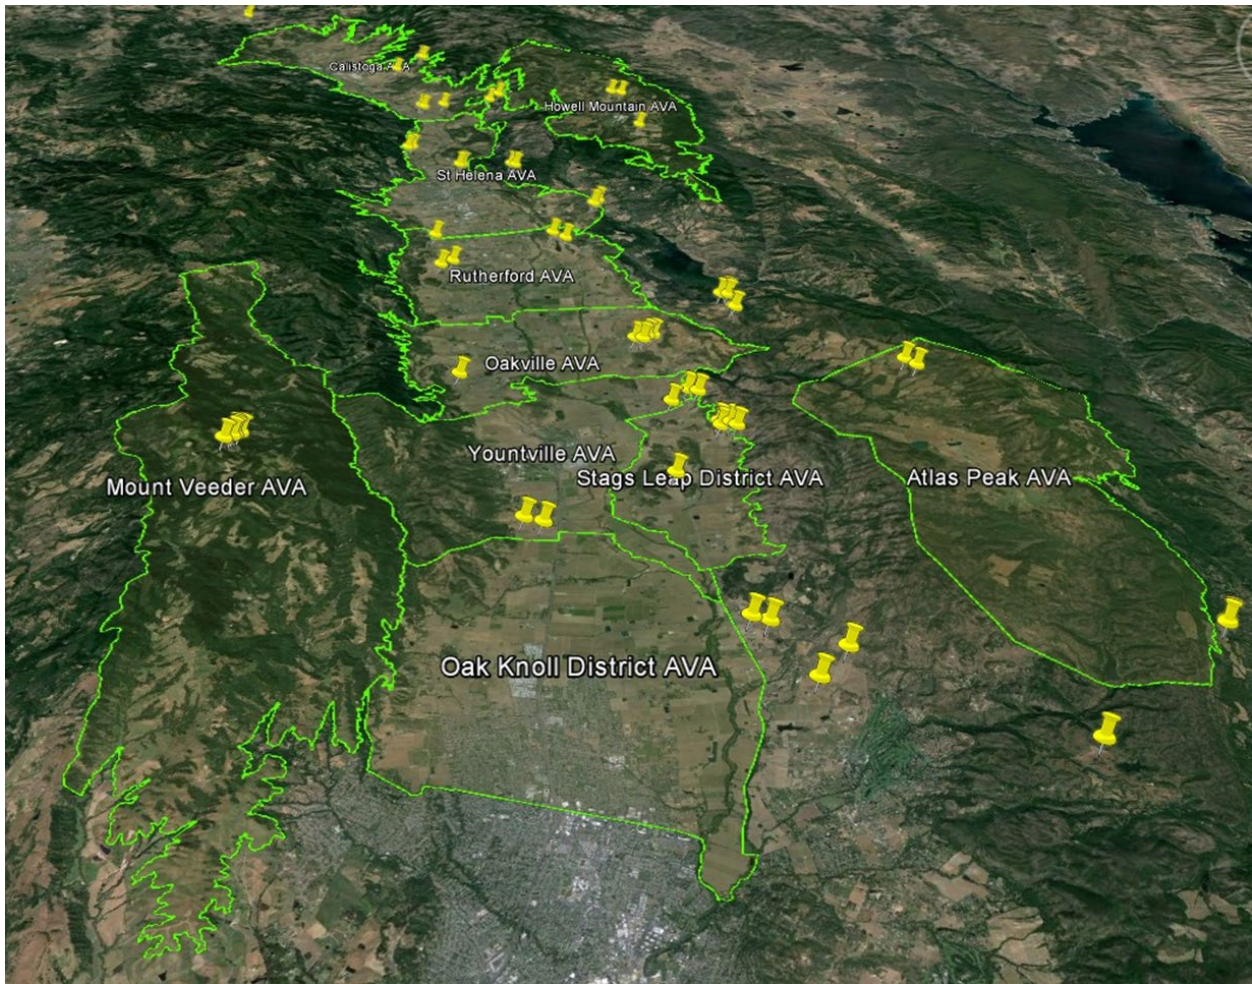 Calistoga AVA
Howell Mountain AVA
St Helena AVA
Rutherford AVA
Oakville AVA
Yountville AVA
Stags Leap District AVA
Atlas Peak AVA
Mount Veeder AVA
Oak Knoll District AVA